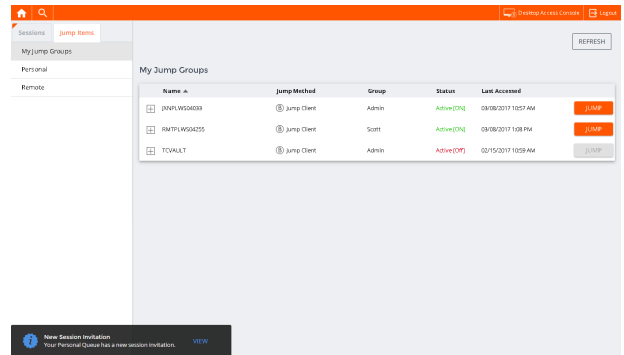 Desktop Access Console
Logout
Sessions
Jump Items
My Jump Groups
Personal
Remote
REFRESH
My Jump Groups
Name Jump Method Group Status Last Accessed
JXNPLWS04033 Jump Client Admin Active [ON] 03/08/2017 10:57 AM JUMP
RMTPLWS04255 Jump Client Scott Active [ON] 03/08/2017 1:08 PM JUMP
TCVAULT Jump Client Admin Active [Off] 02/15/2017 10:59 AM JUMP
New Session Invitation
Your Personal Queue has a new session invitation. VIEW